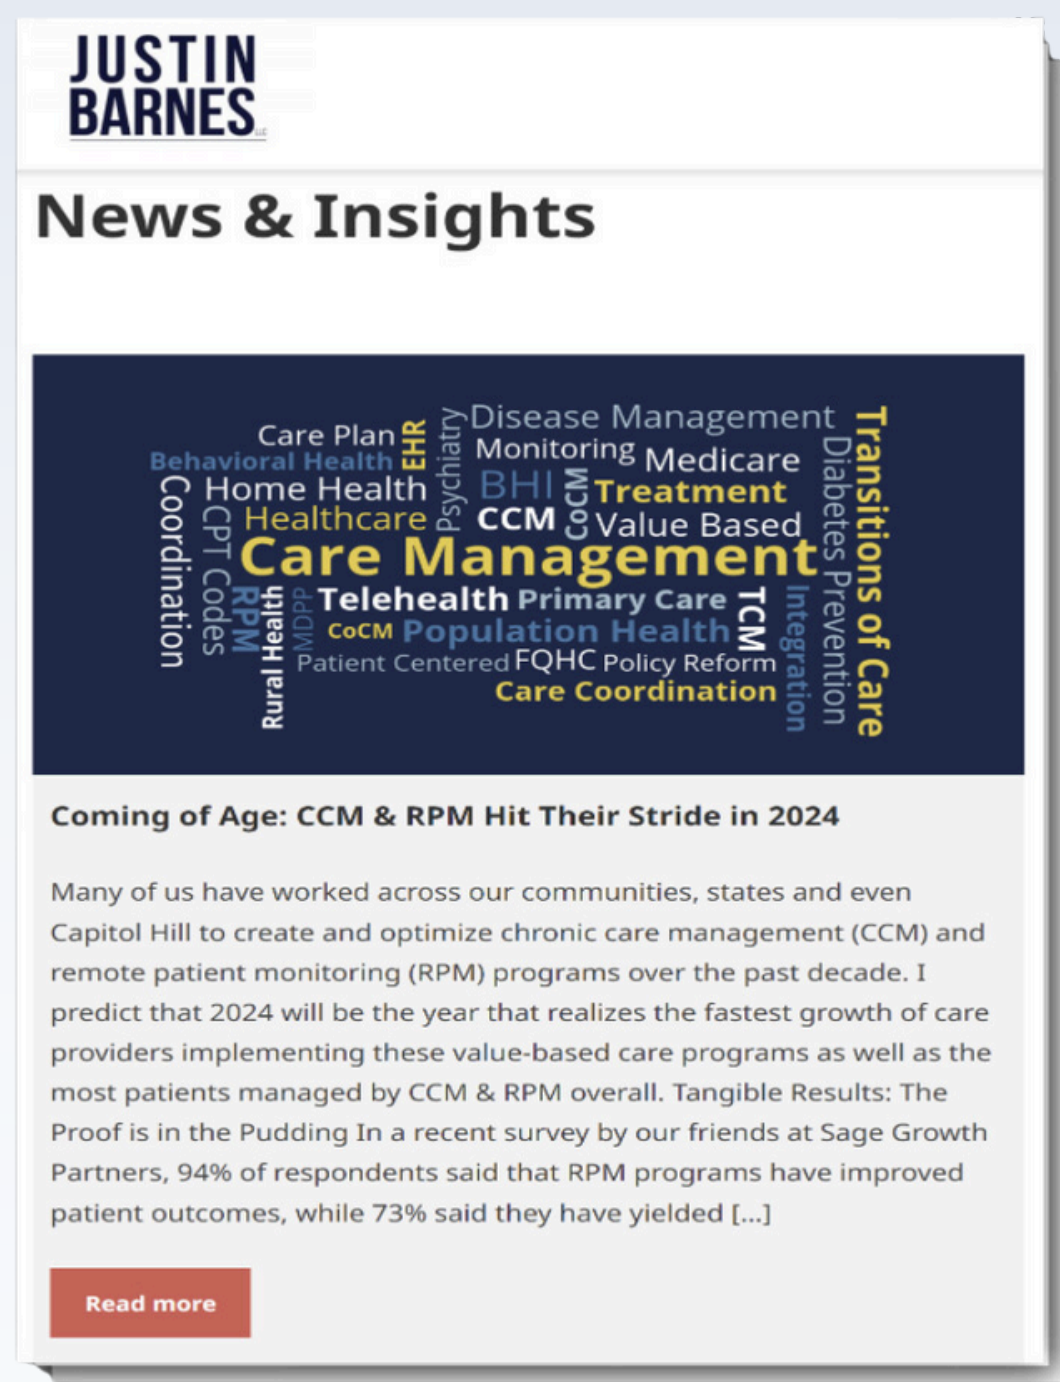 JUSTIN
BARNES LLC
News & Insights
Disease Management
Care Plan
EHR
Psychiatry
Monitoring
Medicare
Transitions of Care
Behavioral Health
Diabetes Prevention
Coordination
Home Health
BHI
CoCM
Treatment
CPT Codes
Healthcare
CCM
Value Based
Care Management
RPM
Rural Health
MDPP
Telehealth
Primary Care
TCM
Integration
CoCM
Population Health
Patient Centered
FQHC
Policy Reform
Care Coordination
Coming of Age: CCM & RPM Hit Their Stride in 2024
Many of us have worked across our communities, states and even
Capitol Hill to create and optimize chronic care management (CCM) and
remote patient monitoring (RPM) programs over the past decade. I
predict that 2024 will be the year that realizes the fastest growth of care
providers implementing these value-based care programs as well as the
most patients managed by CCM & RPM overall. Tangible Results: The
Proof is in the Pudding In a recent survey by our friends at Sage Growth
Partners, 94% of respondents said that RPM programs have improved
patient outcomes, while 73% said they have yielded [...]
Read more